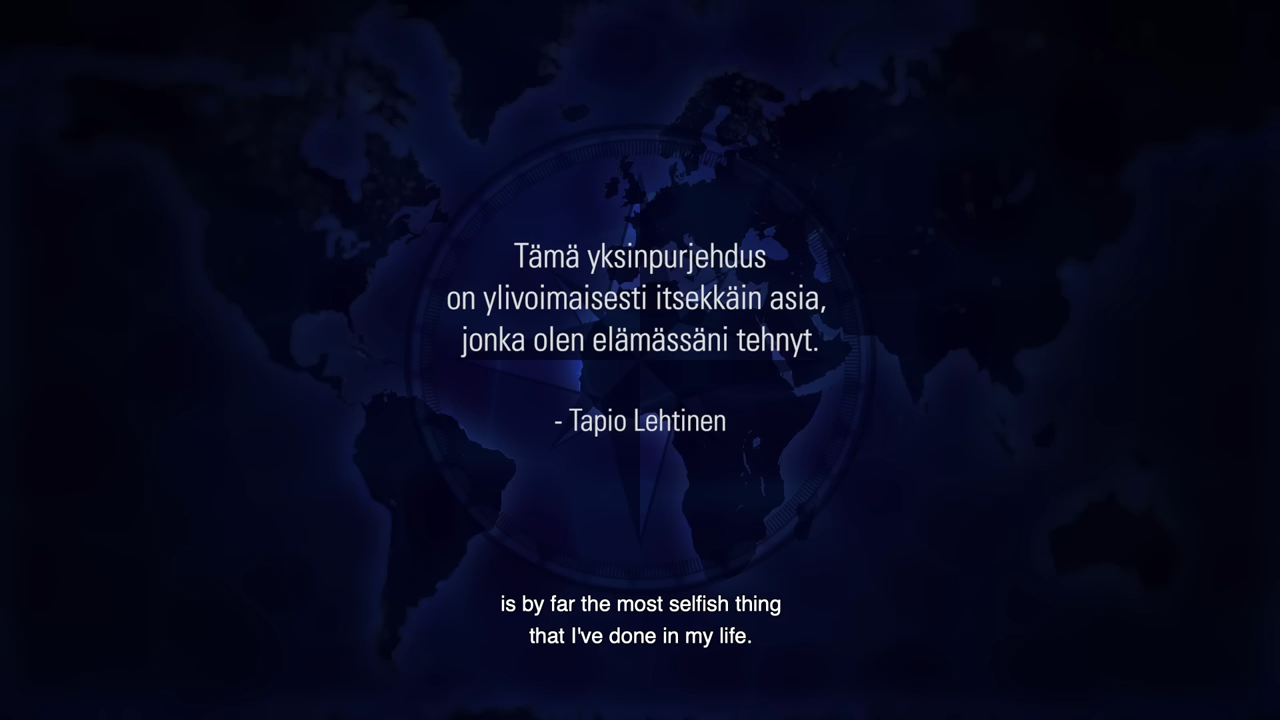 Tämä yksinpurjehdus
on ylivoimaisesti itsekkäin asia,
jonka olen elämässäni tehnyt.
- Tapio Lehtinen
is by far the most selfish thing
that I've done in my life.